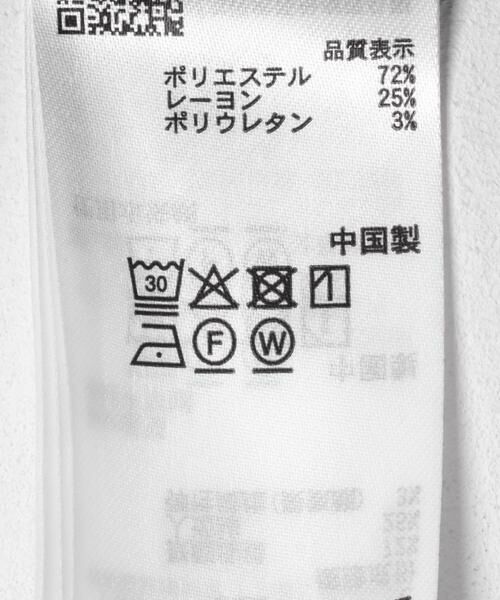 品質表示
ポリエステル 72%
レーヨン 25%
ポリウレタン 3%
中国製
30
F W